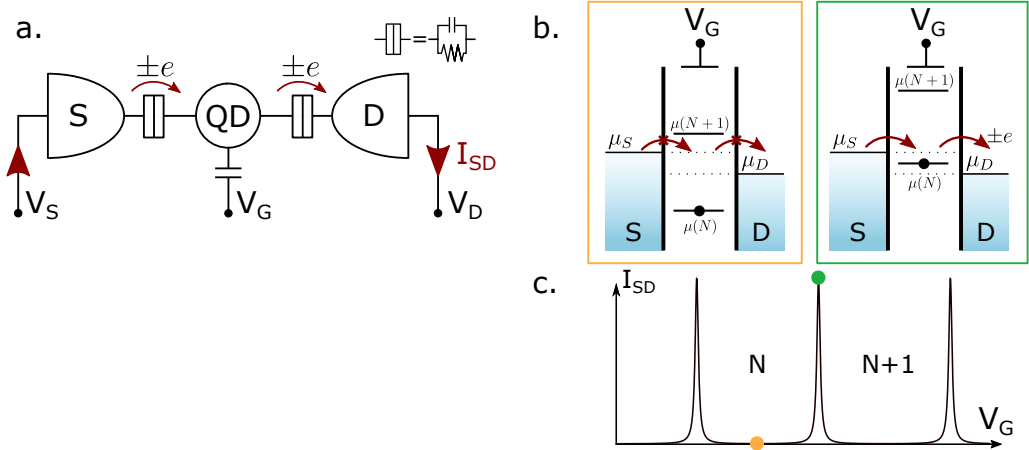 a.
±e
±e
=
S
QD
D
I_SD
V_S
V_G
V_D
b.
V_G
μ(N+1)
μ_S
μ_D
μ(N)
S
D
V_G
μ(N+1)
μ_S
±e
μ_D
μ(N)
S
D
c.
I_SD
N
N+1
V_G